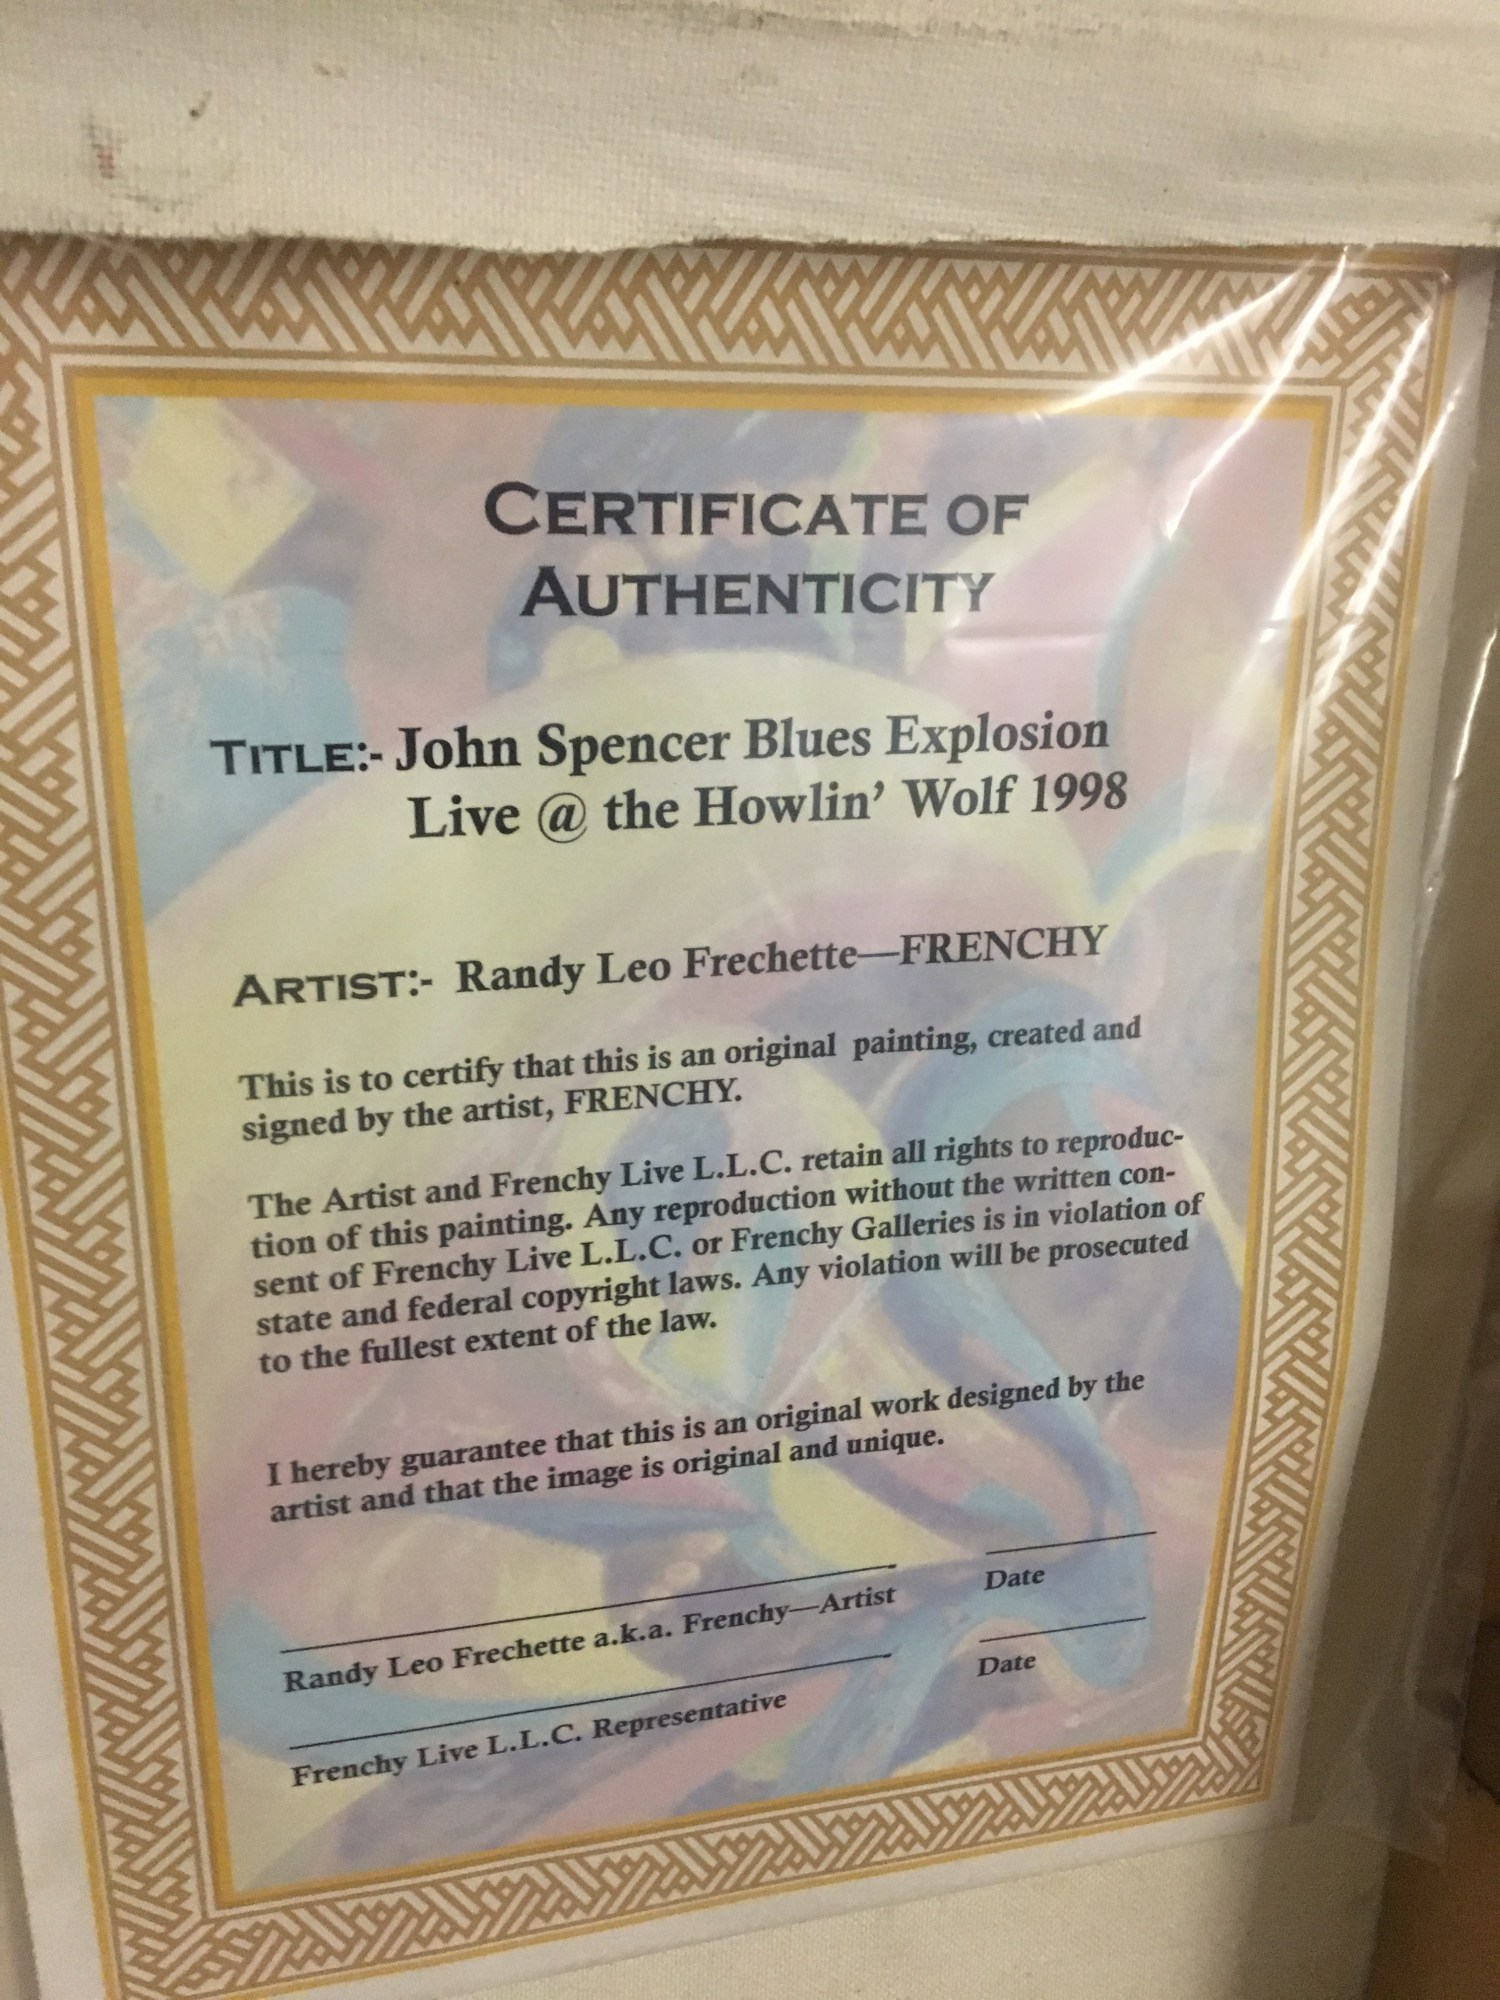 CERTIFICATE OF
AUTHENTICITY
TITLE:- John Spencer Blues Explosion
Live @ the Howlin' Wolf 1998
ARTIST:- Randy Leo Frechette—FRENCHY
This is to certify that this is an original painting, created and
signed by the artist, FRENCHY.
The Artist and Frenchy Live L.L.C. retain all rights to reproduc-
tion of this painting. Any reproduction without the written con-
sent of Frenchy Live L.L.C. or Frenchy Galleries is in violation of
state and federal copyright laws. Any violation will be prosecuted
to the fullest extent of the law.
I hereby guarantee that this is an original work designed by the
artist and that the image is original and unique.
Randy Leo Frechette a.k.a. Frenchy—Artist Date
Frenchy Live L.L.C. Representative Date